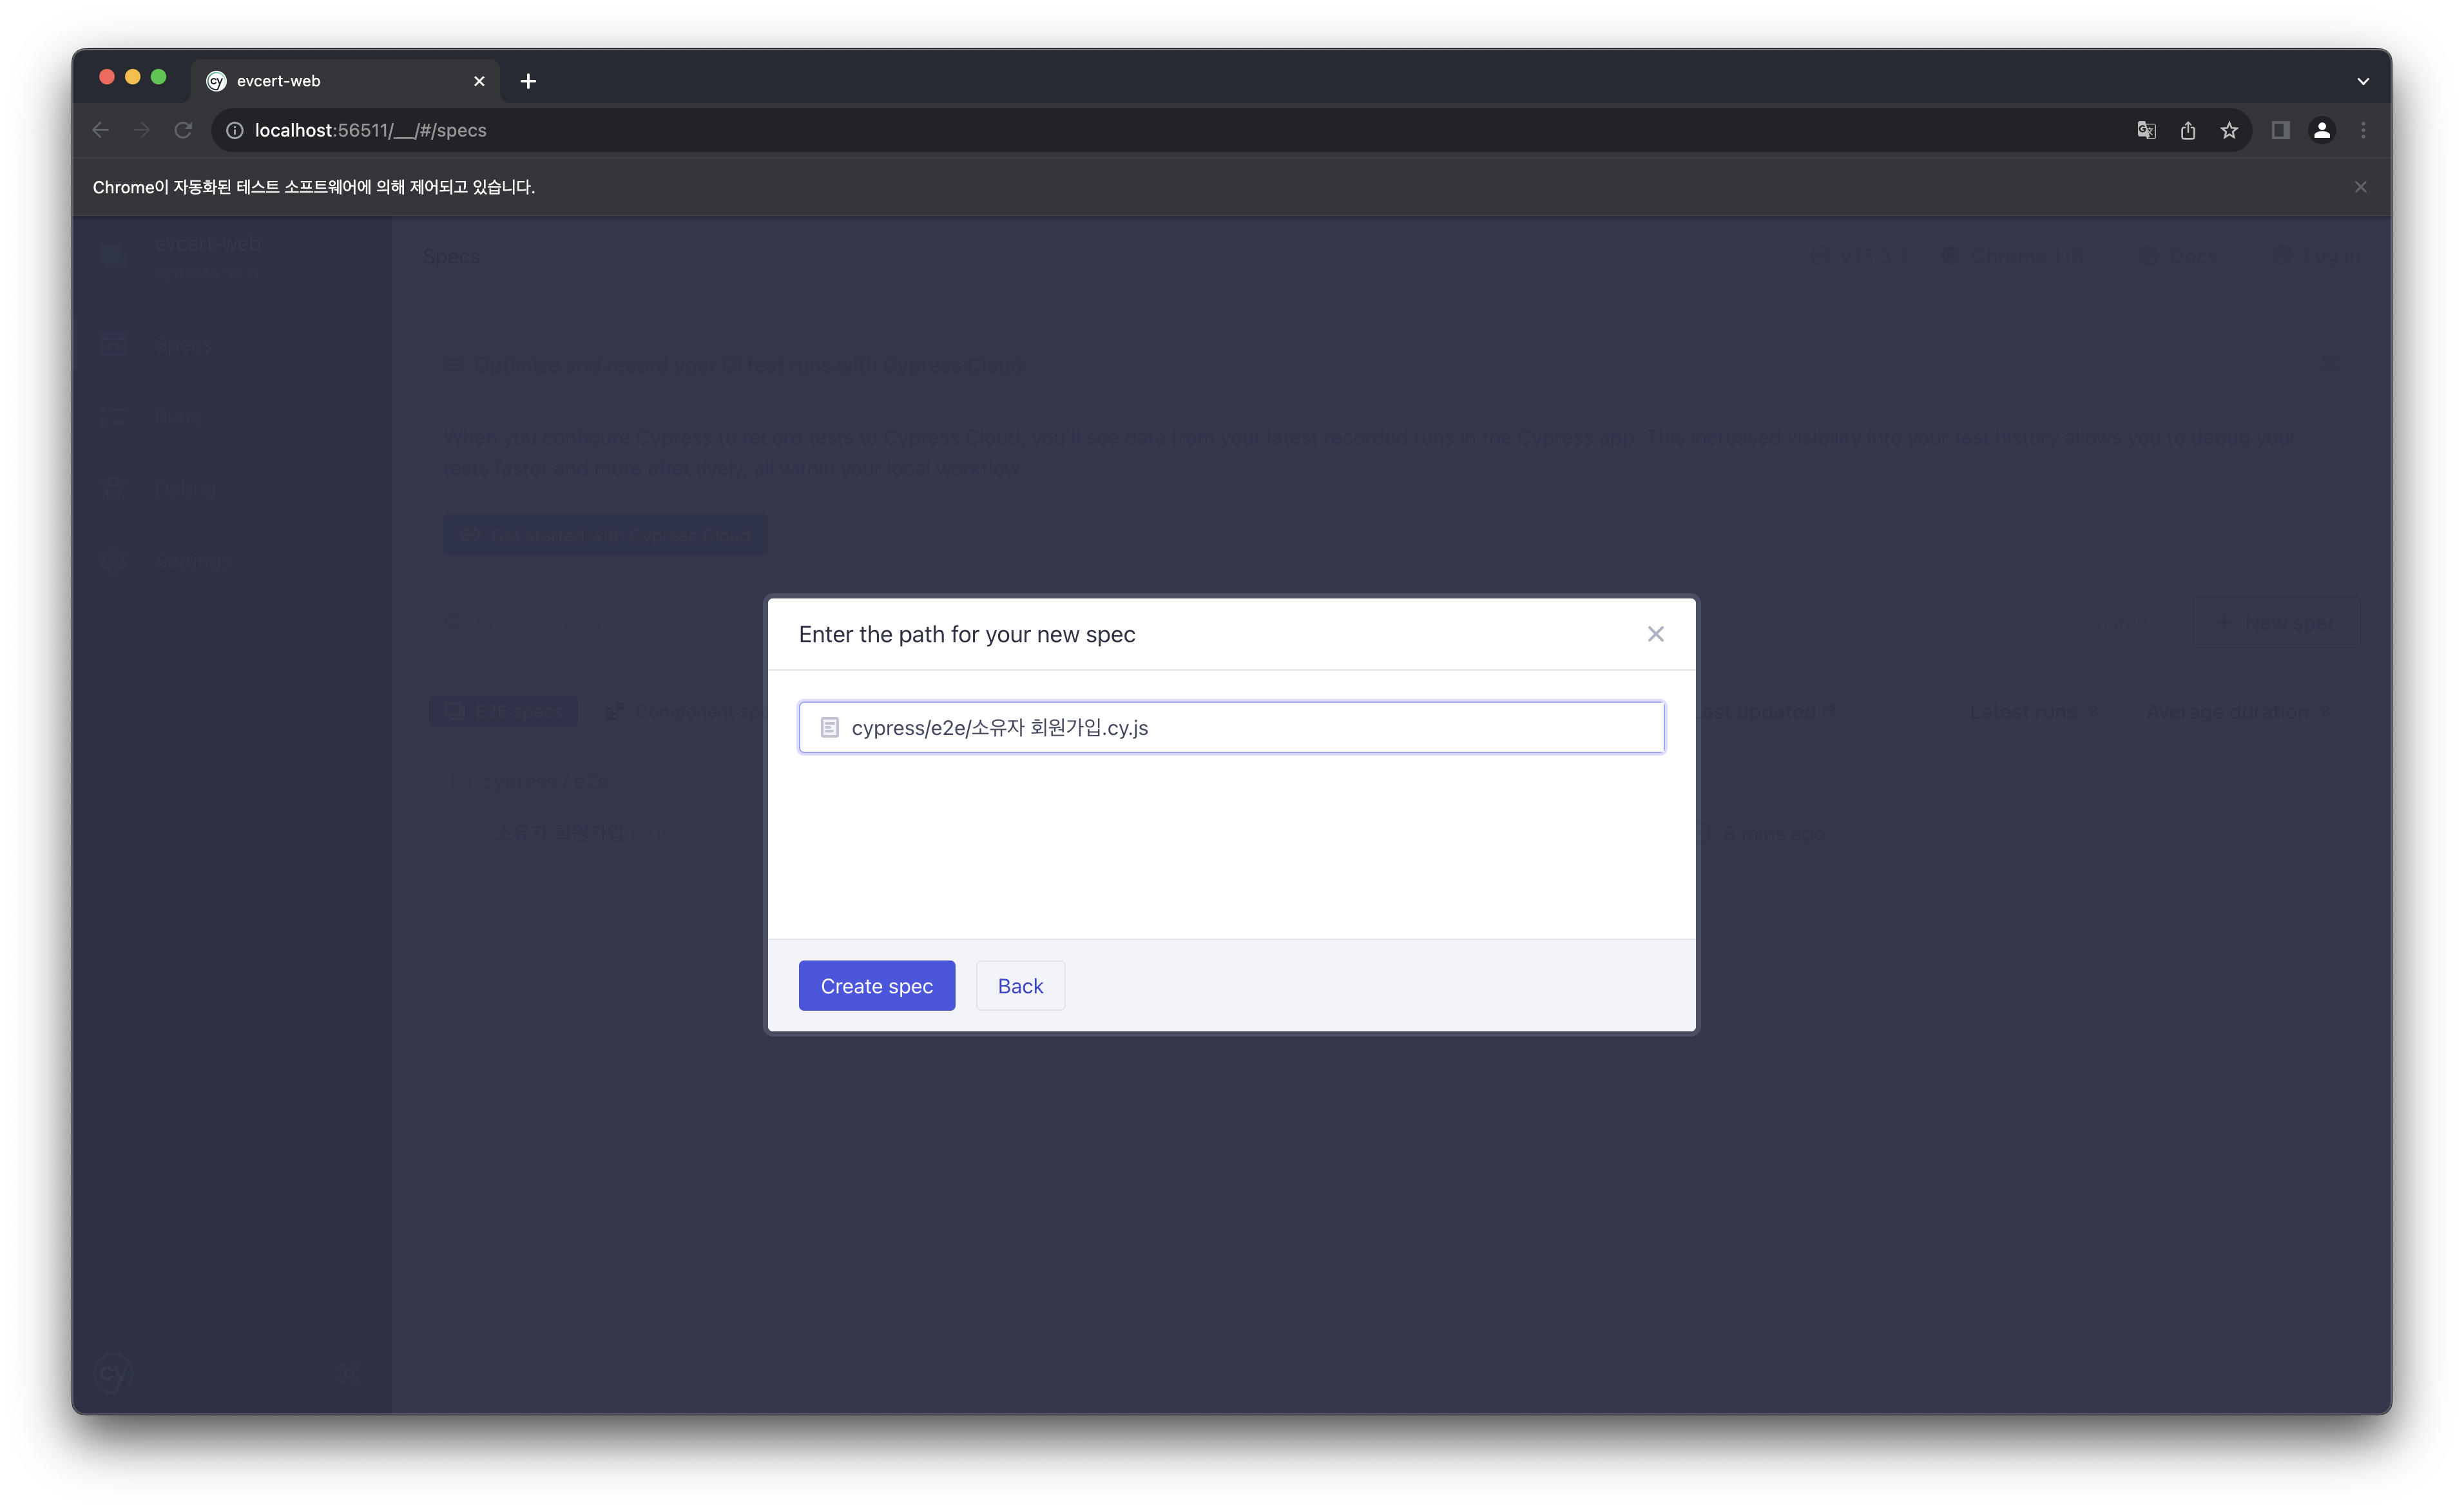 evcert-web
localhost:56511/__/#/specs
Chrome이 자동화된 테스트 소프트웨어에 의해 제어되고 있습니다.
evcert-web
Specs
v13.3.3
Chrome 118
Docs
Log in
Specs
Optimize and record your CI test runs with Cypress Cloud
Runs
When you configure Cypress to record tests to Cypress Cloud, you'll see data from your latest recorded runs in the Cypress app. This increased visibility into your test history allows you to debug your
tests faster and more effectively, all within your local workflow.
Debug
Get started with Cypress Cloud
Settings
New spec
Enter the path for your new spec
E2E specs
Component
Last updated
Latest runs
Average duration
cypress/e2e/소유자 회원가입.cy.js
cypress / e2e
소유자 회원가입
8 mins ago
Create spec
Back
cy